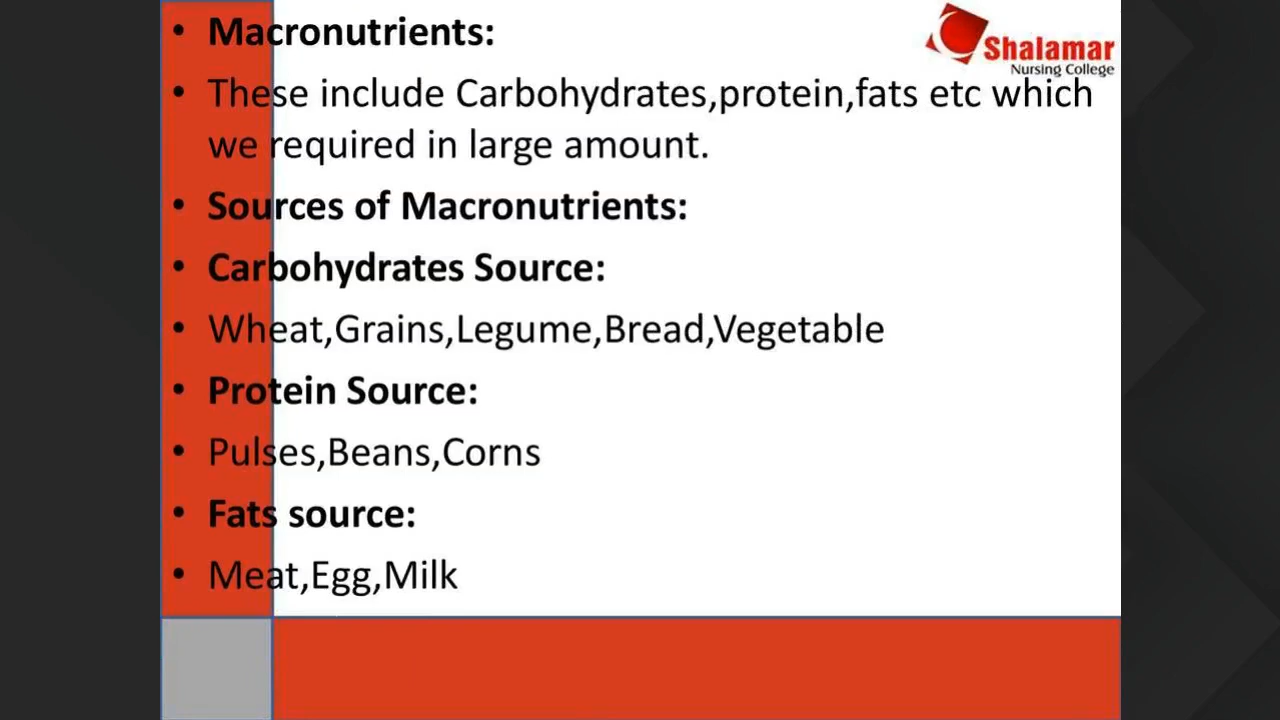 • Macronutrients:
Shalamar
Nursing College
• These include Carbohydrates,protein,fats etc which
we required in large amount.
• Sources of Macronutrients:
• Carbohydrates Source:
• Wheat,Grains,Legume,Bread,Vegetable
• Protein Source:
• Pulses,Beans,Corns
• Fats source:
• Meat,Egg,Milk